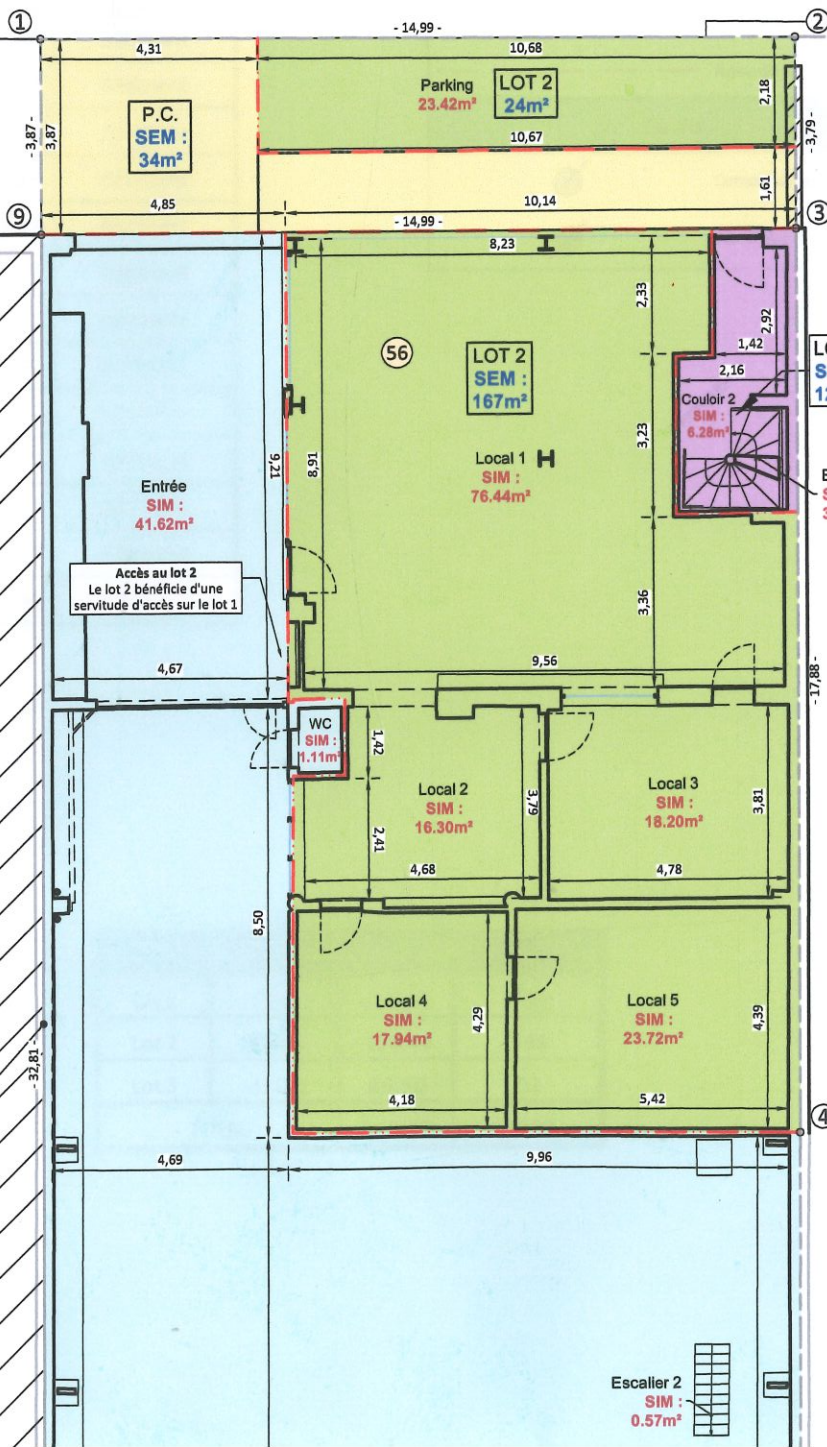 ①
- 14,99 -
②
4,31
10,68
Parking
23.42m²
LOT 2
24m²
2,18
P.C.
SEM :
34m²
- 3,87 -
3,87
- 3,79 -
10,67
1,61
4,85
10,14
- 14,99 -
⑨
③
8,23
2,33
2,92
56
LOT 2
SEM :
167m²
1,42
2,16
Couloir 2
SIM :
6.28m²
3,23
Local 1
SIM :
76.44m²
9,21
8,91
Entrée
SIM :
41.62m²
Accès au lot 2
Le lot 2 bénéficie d'une
servitude d'accès sur le lot 1
3,36
4,67
9,56
- 17,88 -
WC
SIM :
1.11m²
1,42
Local 2
SIM :
16.30m²
3,79
Local 3
SIM :
18.20m²
3,81
2,41
4,68
4,78
8,50
Local 4
SIM :
17.94m²
4,29
Local 5
SIM :
23.72m²
4,39
- 32,81 -
4,18
5,42
④
4,69
9,96
Escalier 2
SIM :
0.57m²